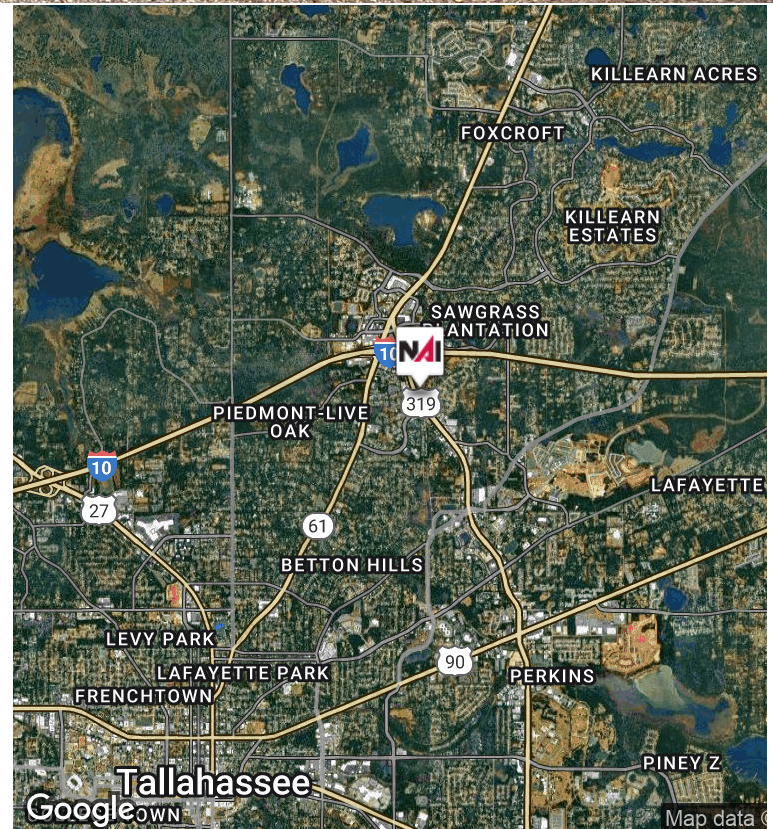 KILLEARN ACRES
FOXCROFT
KILLEARN
ESTATES
SAWGRASS
PLANTATION
10
NAI
319
PIEDMONT-LIVE
OAK
10
27
LAFAYETTE
61
BETTON HILLS
LEVY PARK
90
LAFAYETTE PARK
PERKINS
FRENCHTOWN
PINEY Z
Tallahassee
Google
OWN
Map data ©